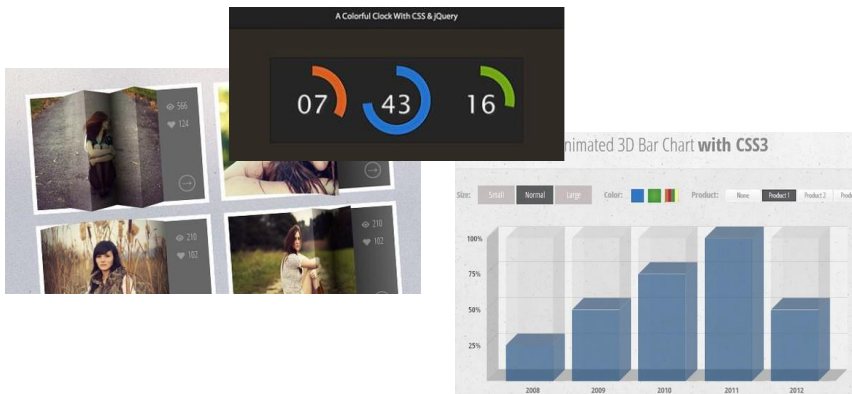 A Colorful Clock With CSS & jQuery
07 43 16
566
124
210
102
210
102
nimated 3D Bar Chart with CSS3
Size: Small Normal Large Color: Product: None Product 1 Product 2
100%
75%
50%
25%
2008 2009 2010 2011 2012